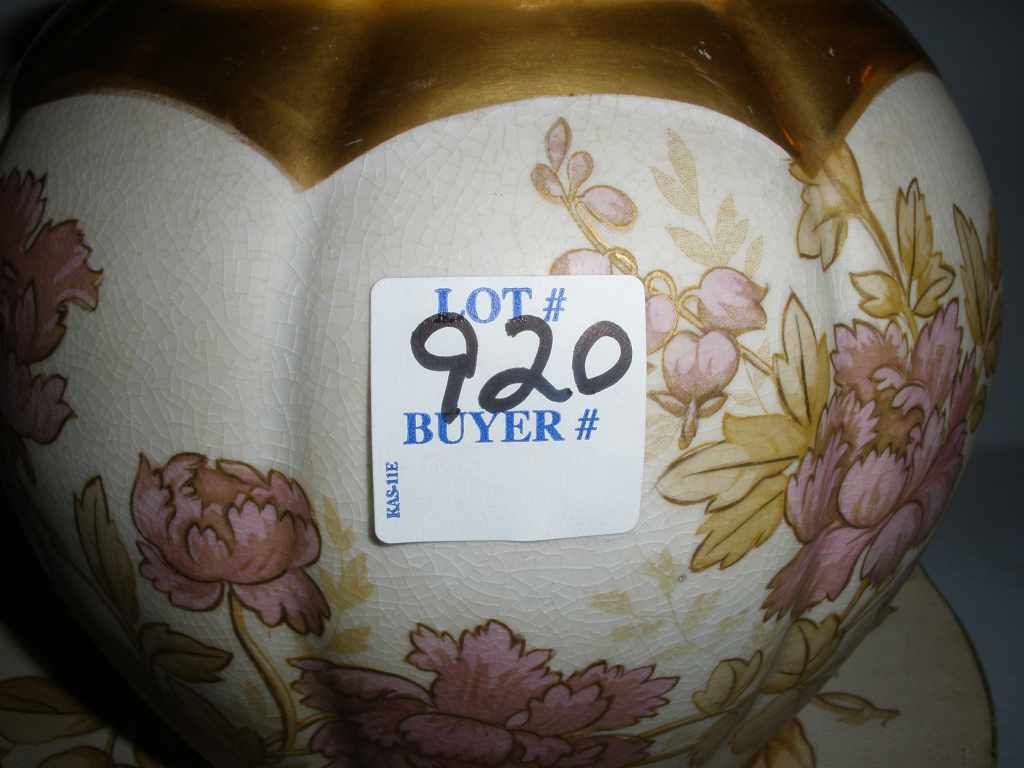 LOT #
920
BUYER #
KAS-11E